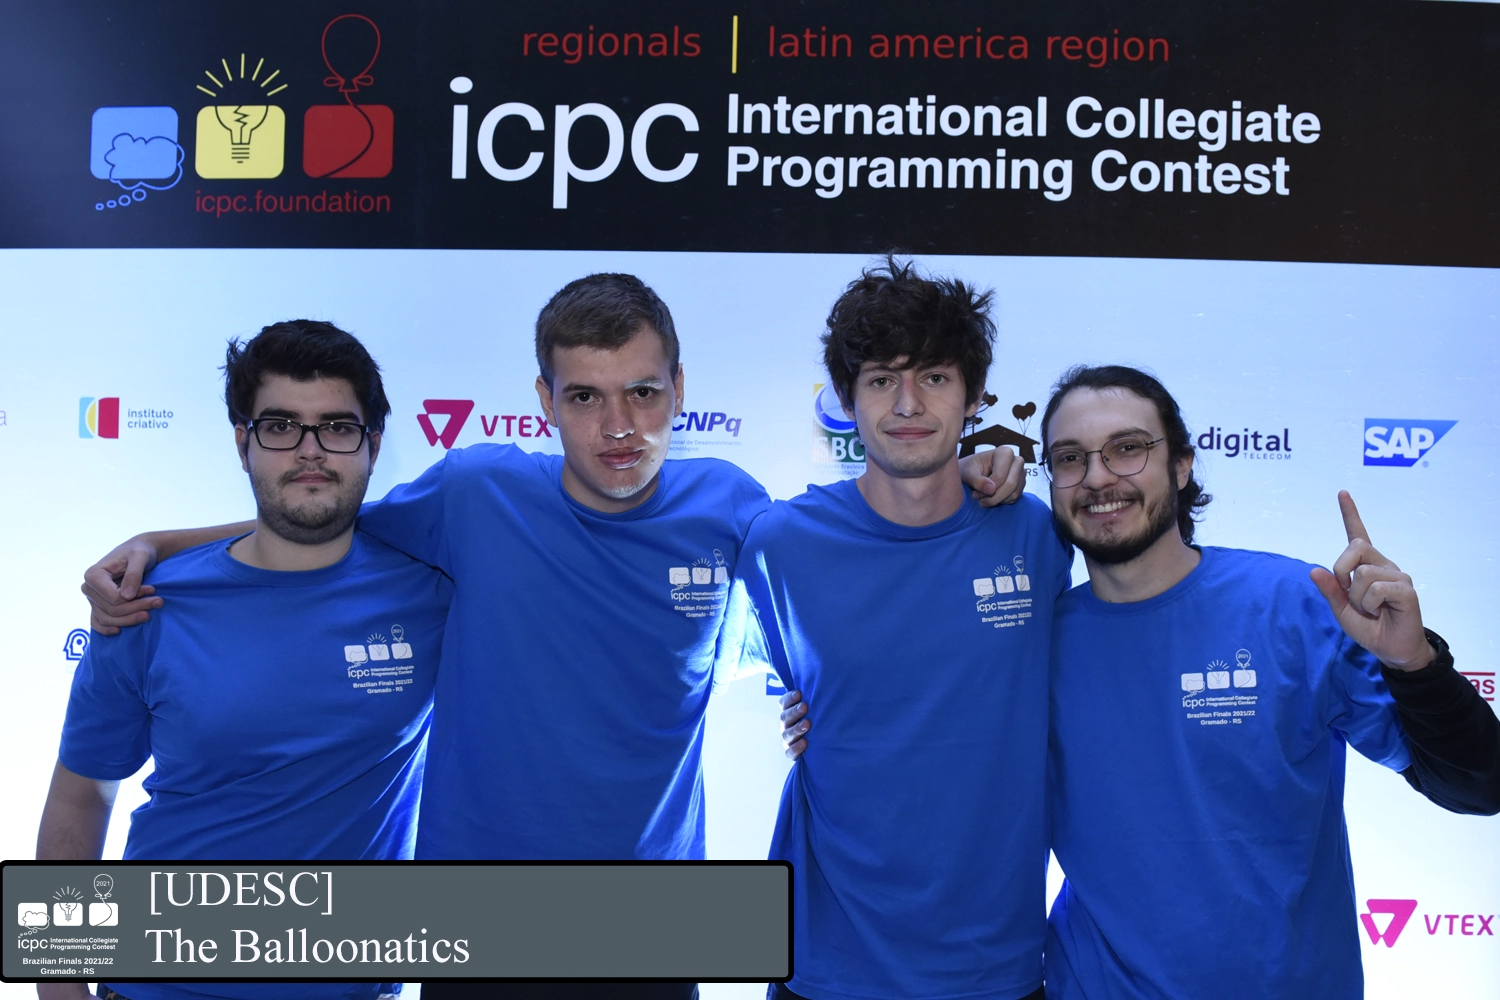 regionals | latin america region
icpc International Collegiate
Programming Contest
icpc.foundation
instituto
criativo
VTEX
CNPq
SBC
RS
digital
TELECOM
SAP
as
VTEX
icpc International Collegiate
Programming Contest
Brazilian Finals 2021/22
Gramado - RS
icpc International Collegiate
Programming Contest
Brazilian Finals
Gramado - RS
icpc International Collegiate
Programming Contest
Brazilian Finals 2021/22
Gramado - RS
2021
icpc International Collegiate
Programming Contest
Brazilian Finals 2021/22
Gramado - RS
2021
icpc International Collegiate
Programming Contest
Brazilian Finals 2021/22
Gramado - RS
[UDESC]
The Balloonatics